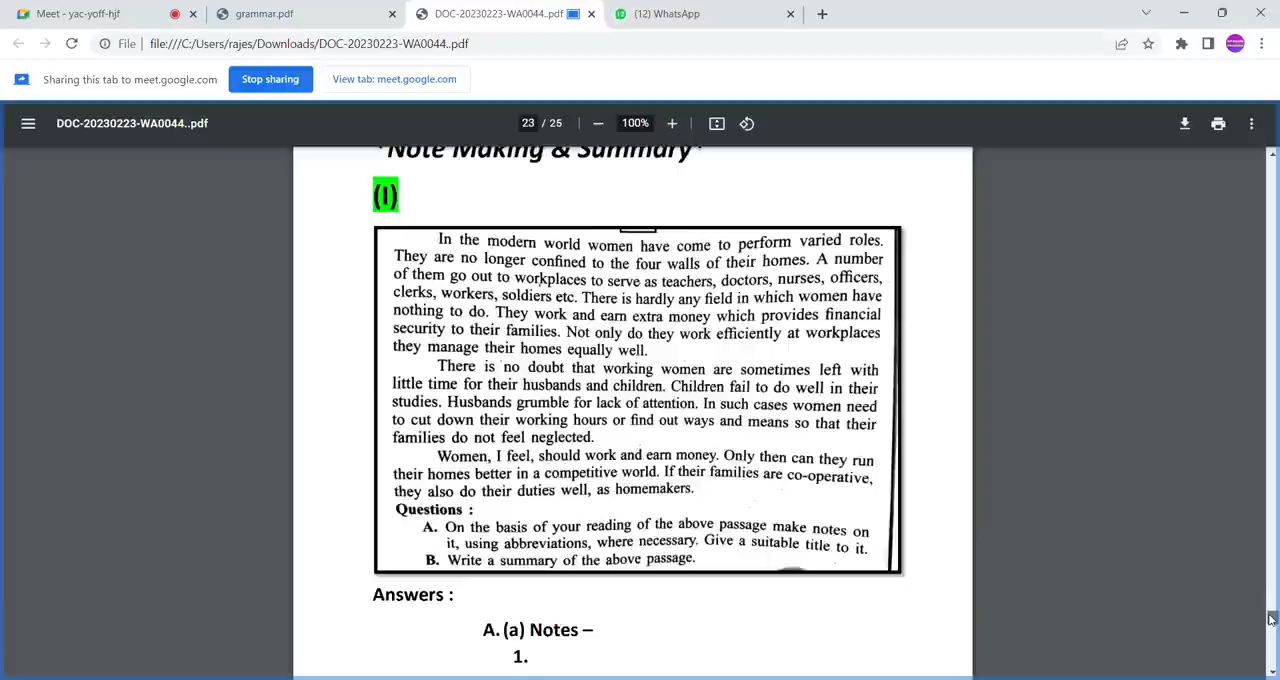 Meet - yac-yoff-hjf
grammar.pdf
DOC-20230223-WA0044..pdf
(12) WhatsApp
File
file:///C:/Users/rajes/Downloads/DOC-20230223-WA0044..pdf
Sharing this tab to meet.google.com
Stop sharing
View tab: meet.google.com
DOC-20230223-WA0044..pdf
23 / 25
100%
Note Making & Summary
(I)
In the modern world women have come to perform varied roles.
They are no longer confined to the four walls of their homes. A number
of them go out to workplaces to serve as teachers, doctors, nurses, officers,
clerks, workers, soldiers etc. There is hardly any field in which women have
nothing to do. They work and earn extra money which provides financial
security to their families. Not only do they work efficiently at workplaces
they manage their homes equally well.
There is no doubt that working women are sometimes left with
little time for their husbands and children. Children fail to do well in their
studies. Husbands grumble for lack of attention. In such cases women need
to cut down their working hours or find out ways and means so that their
families do not feel neglected.
Women, I feel, should work and earn money. Only then can they run
their homes better in a competitive world. If their families are co-operative,
they also do their duties well, as homemakers.
Questions :
A. On the basis of your reading of the above passage make notes on
it, using abbreviations, where necessary. Give a suitable title to it.
B. Write a summary of the above passage.
Answers :
A. (a) Notes –
1.